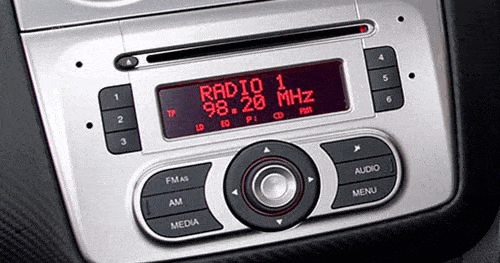 1
2
3
4
5
6
RADIO 1
98.20 MHz
TP
LD EQ P: CD PWR
FM AS
AM
MEDIA
AUDIO
MENU